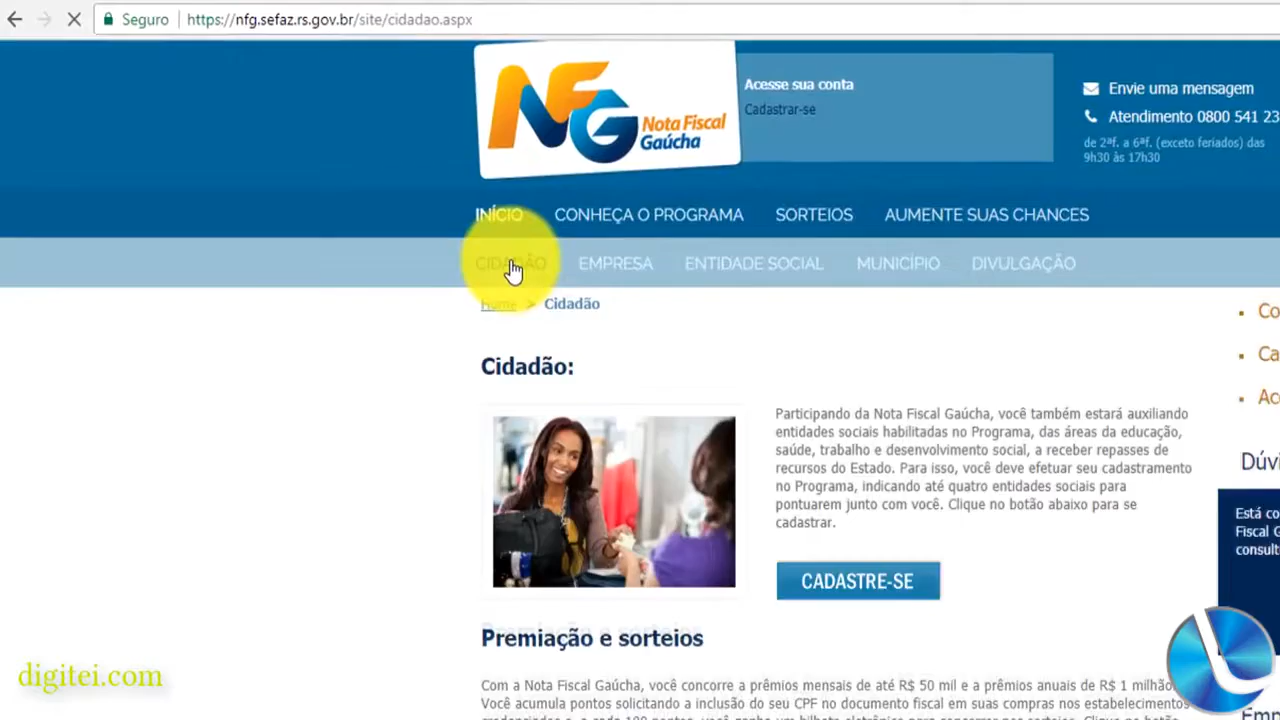 Seguro https://nfg.sefaz.rs.gov.br/site/cidadao.aspx
NFG Nota Fiscal
Gaúcha
Acesse sua conta
Cadastrar-se
Envie uma mensagem
Atendimento 0800 541 23
de 2ªf. a 6ªf. (exceto feriados) das
9h30 às 17h30
INÍCIO CONHEÇA O PROGRAMA SORTEIOS AUMENTE SUAS CHANCES
CIDADÃO EMPRESA ENTIDADE SOCIAL MUNICÍPIO DIVULGAÇÃO
Home > Cidadão
Cidadão:
Participando da Nota Fiscal Gaúcha, você também estará auxiliando
entidades sociais habilitadas no Programa, das áreas da educação,
saúde, trabalho e desenvolvimento social, a receber repasses de
recursos do Estado. Para isso, você deve efetuar seu cadastramento
no Programa, indicando até quatro entidades sociais para
pontuarem junto com você. Clique no botão abaixo para se
cadastrar.
CADASTRE-SE
Premiação e sorteios
Com a Nota Fiscal Gaúcha, você concorre a prêmios mensais de até R$ 50 mil e a prêmios anuais de R$ 1 milhão
Você acumula pontos solicitando a inclusão do seu CPF no documento fiscal em suas compras nos estabelecimentos
Co
Ca
Ac
Dúvi
Está co
Fiscal G
consult
digitei.com